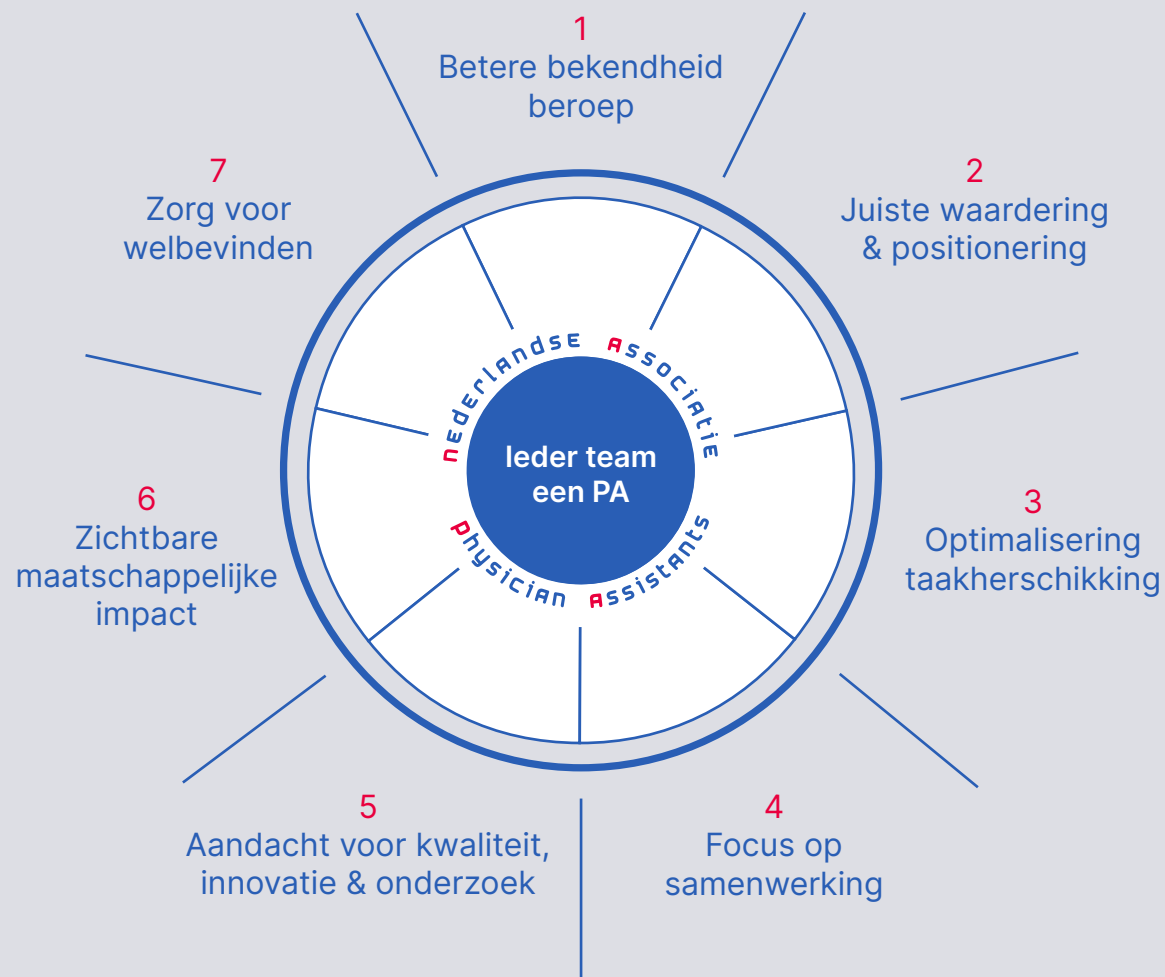 1
Betere bekendheid
beroep
2
Juiste waardering
& positionering
3
Optimalisering
taakherschikking
4
Focus op
samenwerking
5
Aandacht voor kwaliteit,
innovatie & onderzoek
6
Zichtbare
maatschappelijke
impact
7
Zorg voor
welbevinden
nederlandse Associatie
physician Assistants
Ieder team
een PA